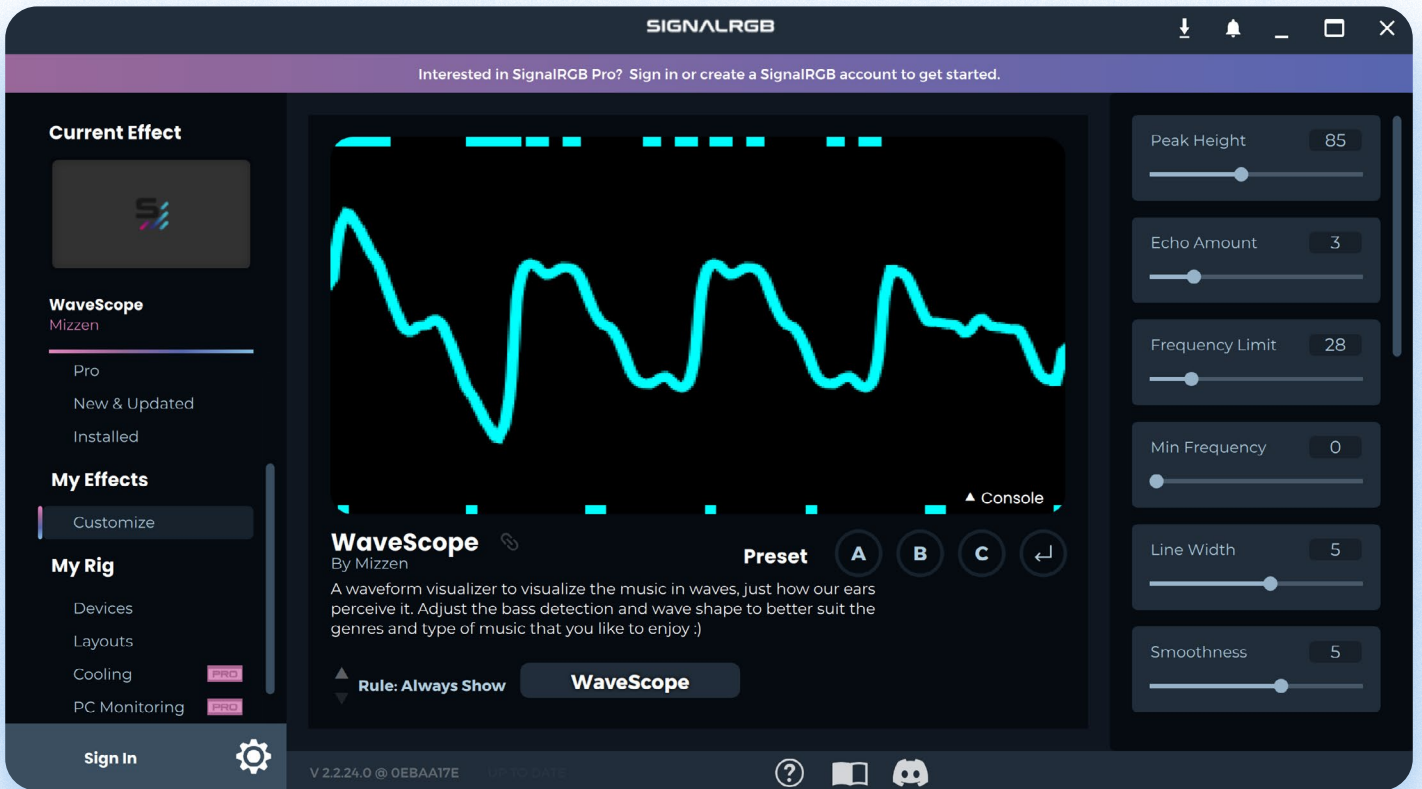 SIGNALRGB
Interested in SignalRGB Pro? Sign in or create a SignalRGB account to get started.
Current Effect
WaveScope
Mizzen
Pro
New & Updated
Installed
My Effects
Customize
My Rig
Devices
Layouts
Cooling PRO
PC Monitoring PRO
Sign In
▲ Console
WaveScope
By Mizzen
Preset A B C
A waveform visualizer to visualize the music in waves, just how our ears
perceive it. Adjust the bass detection and wave shape to better suit the
genres and type of music that you like to enjoy :)
Rule: Always Show WaveScope
Peak Height 85
Echo Amount 3
Frequency Limit 28
Min Frequency 0
Line Width 5
Smoothness 5
V 2.2.24.0 @ 0EBAA17E UP TO DATE